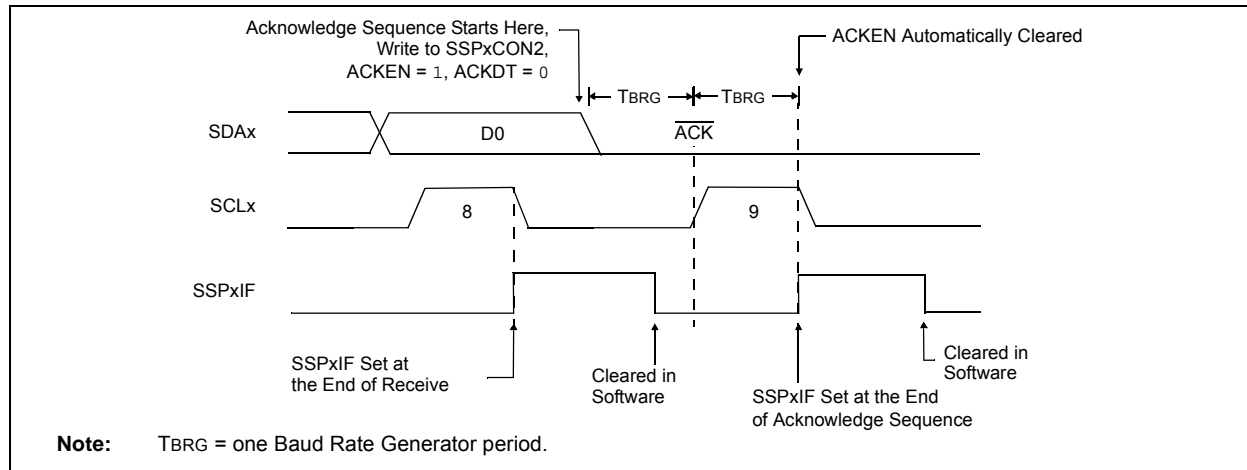 Acknowledge Sequence Starts Here,
Write to SSPxCON2,
ACKEN = 1, ACKDT = 0
ACKEN Automatically Cleared
TBRG
TBRG
SDAx
D0
ACK
SCLx
8
9
SSPxIF
SSPxIF Set at
the End of Receive
Cleared in
Software
SSPxIF Set at the End
of Acknowledge Sequence
Cleared in
Software
Note: TBRG = one Baud Rate Generator period.